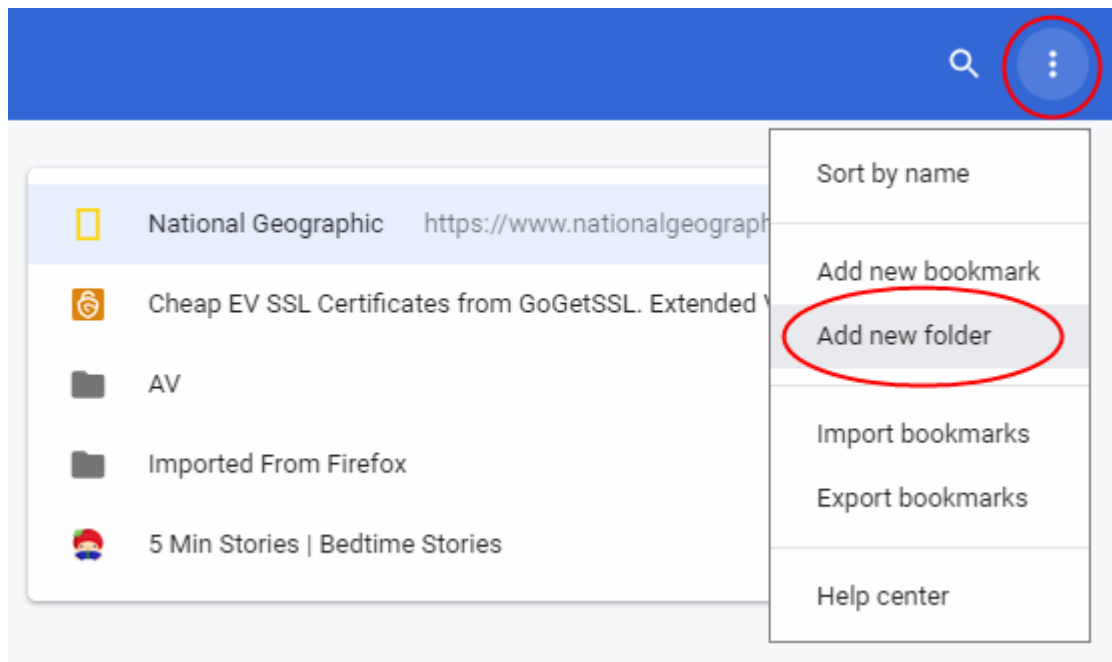 Sort by name
National Geographic https://www.nationalgeograph
Add new bookmark
Cheap EV SSL Certificates from GoGetSSL. Extended
Add new folder
AV
Import bookmarks
Imported From Firefox
Export bookmarks
5 Min Stories | Bedtime Stories
Help center